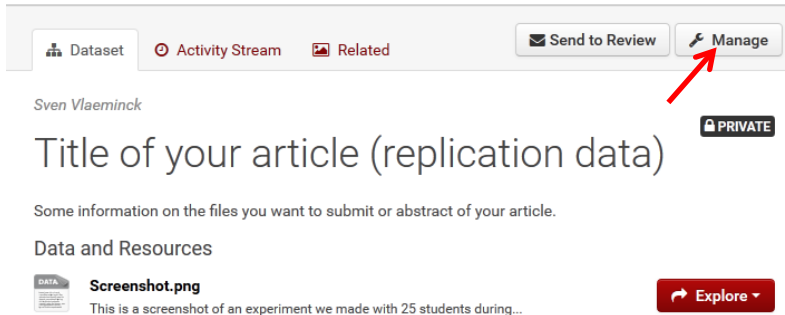 Dataset Activity Stream Related Send to Review Manage
Sven Vlaeminck
PRIVATE
Title of your article (replication data)
Some information on the files you want to submit or abstract of your article.
Data and Resources
DATA
Screenshot.png
This is a screenshot of an experiment we made with 25 students during...
Explore